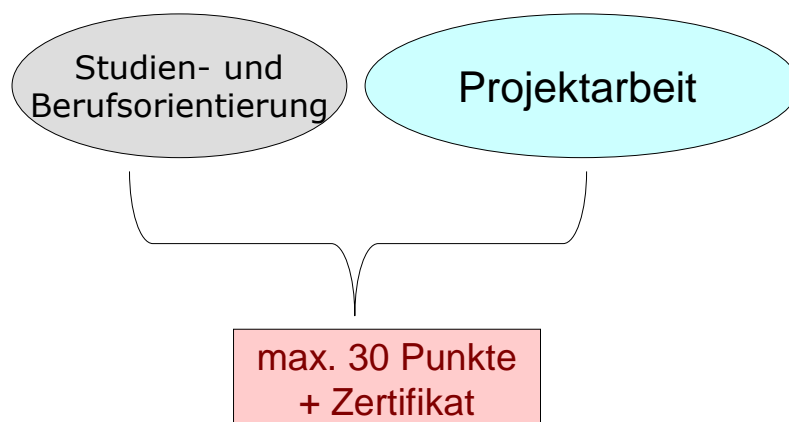 Studien- und
Berufsorientierung
Projektarbeit
max. 30 Punkte
+ Zertifikat